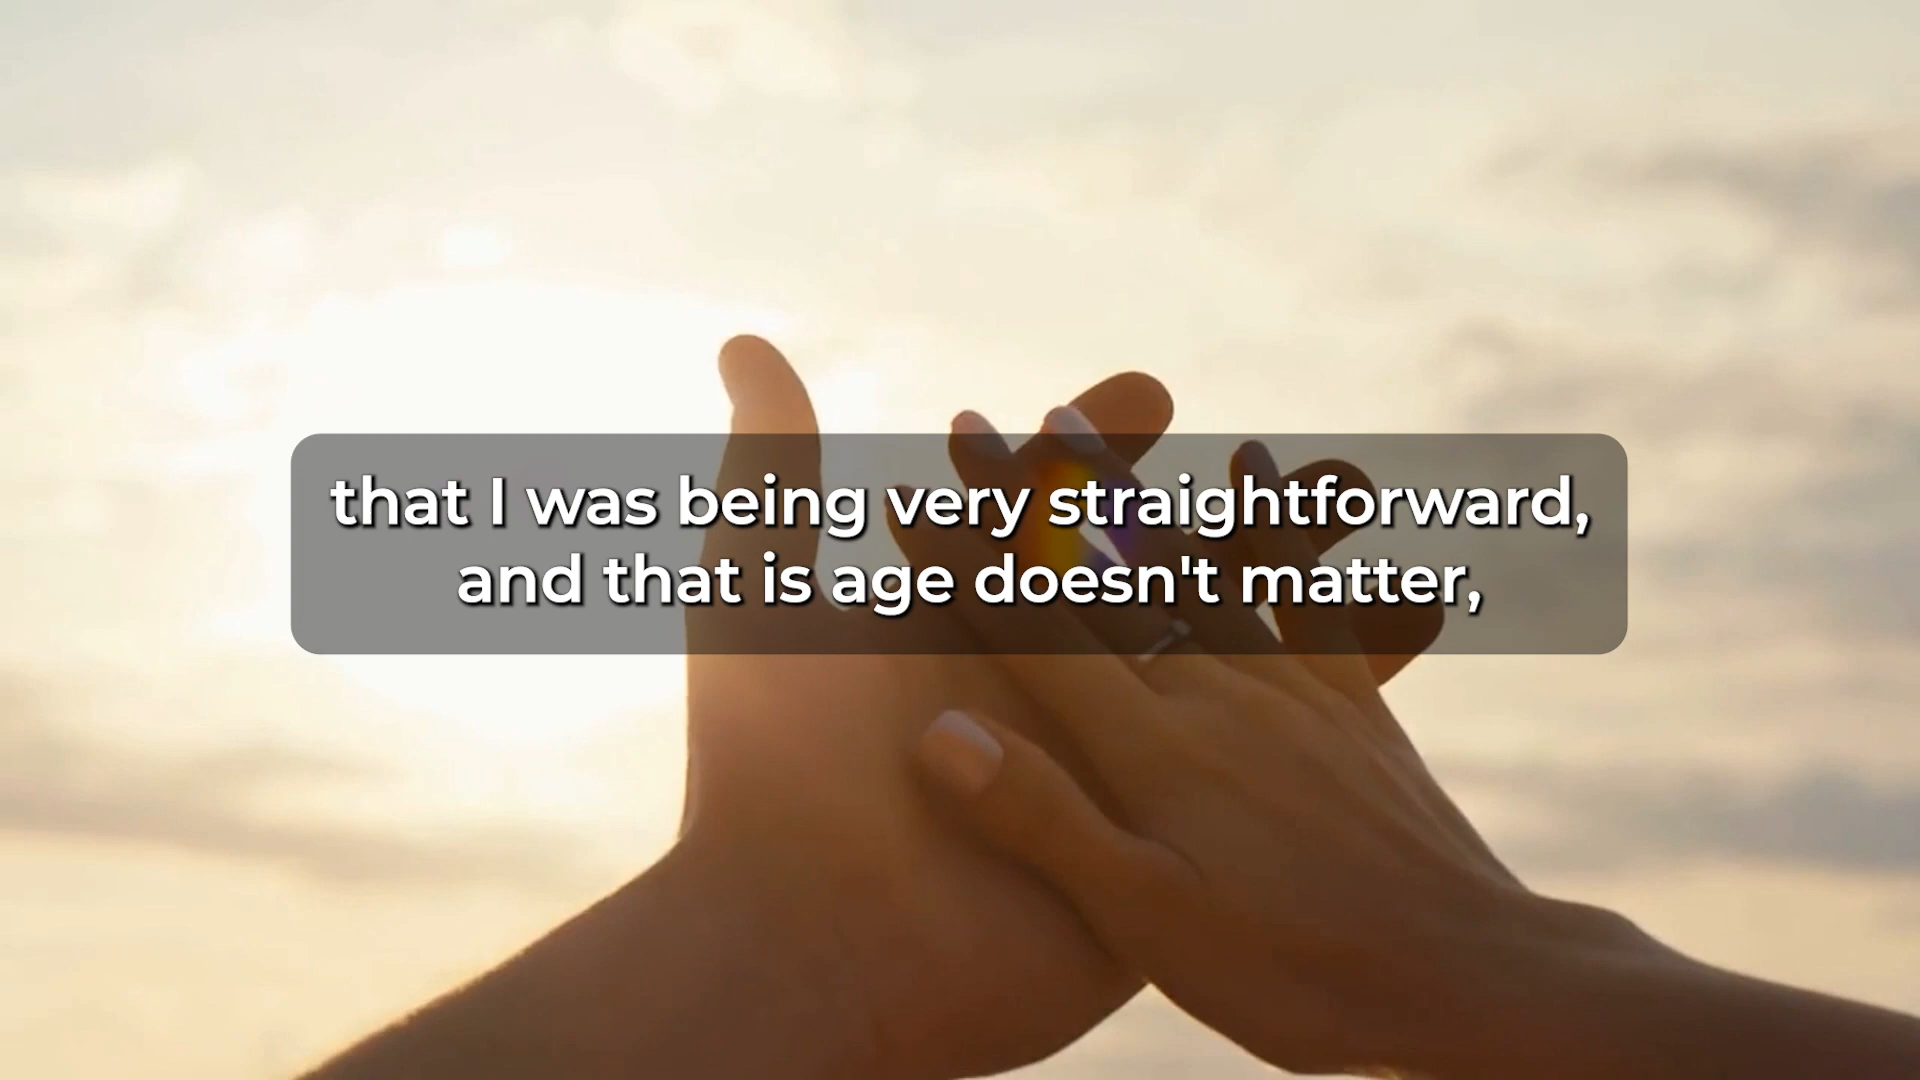 that I was being very straightforward,
and that is age doesn't matter,